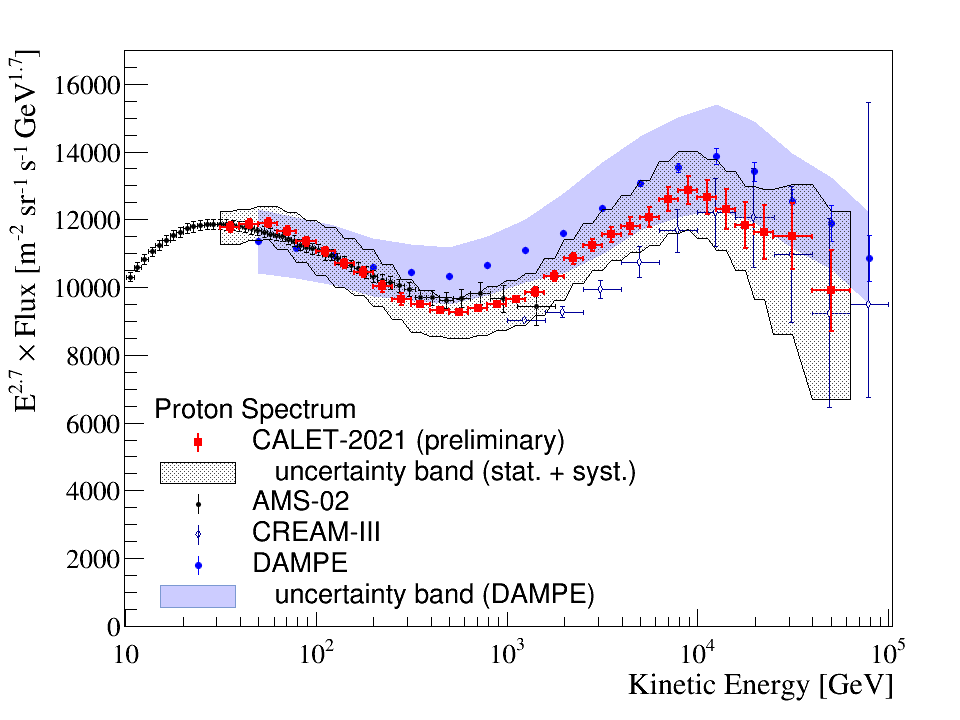 E^2.7 × Flux [m^-2 sr^-1 s^-1 GeV^1.7]
16000
14000
12000
10000
8000
6000
4000
2000
0
Proton Spectrum
CALET-2021 (preliminary)
uncertainty band (stat. + syst.)
AMS-02
CREAM-III
DAMPE
uncertainty band (DAMPE)
10 10^2 10^3 10^4 10^5
Kinetic Energy [GeV]